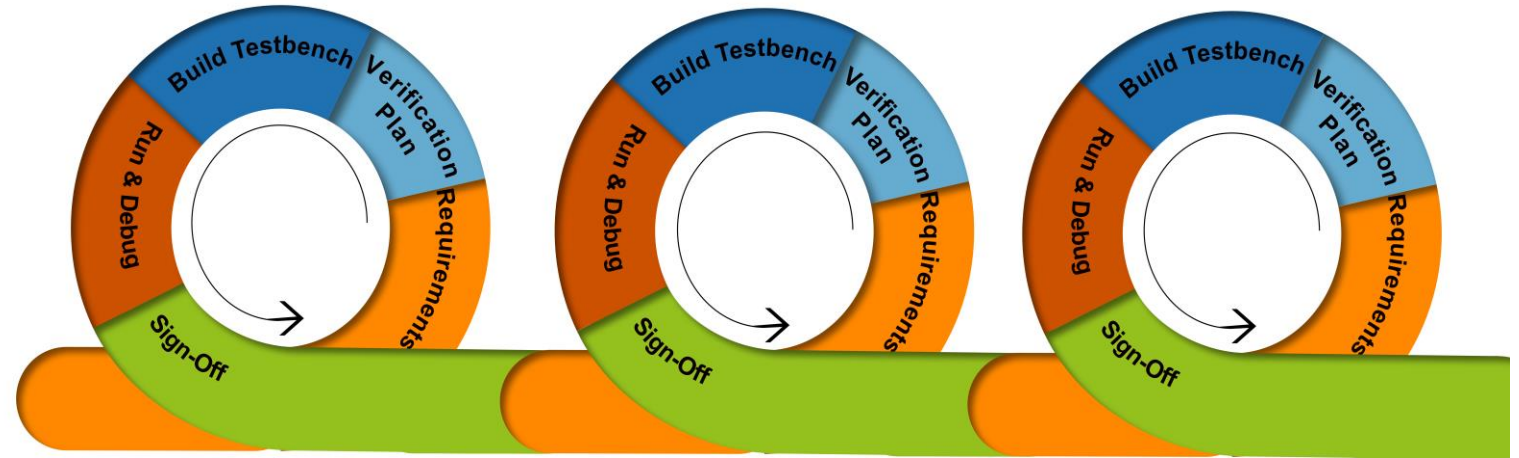 Build Testbench
Verification
Plan
Run & Debug
Requirements
Sign-Off
Build Testbench
Verification
Plan
Run & Debug
Requirements
Sign-Off
Build Testbench
Verification
Plan
Run & Debug
Requirements
Sign-Off